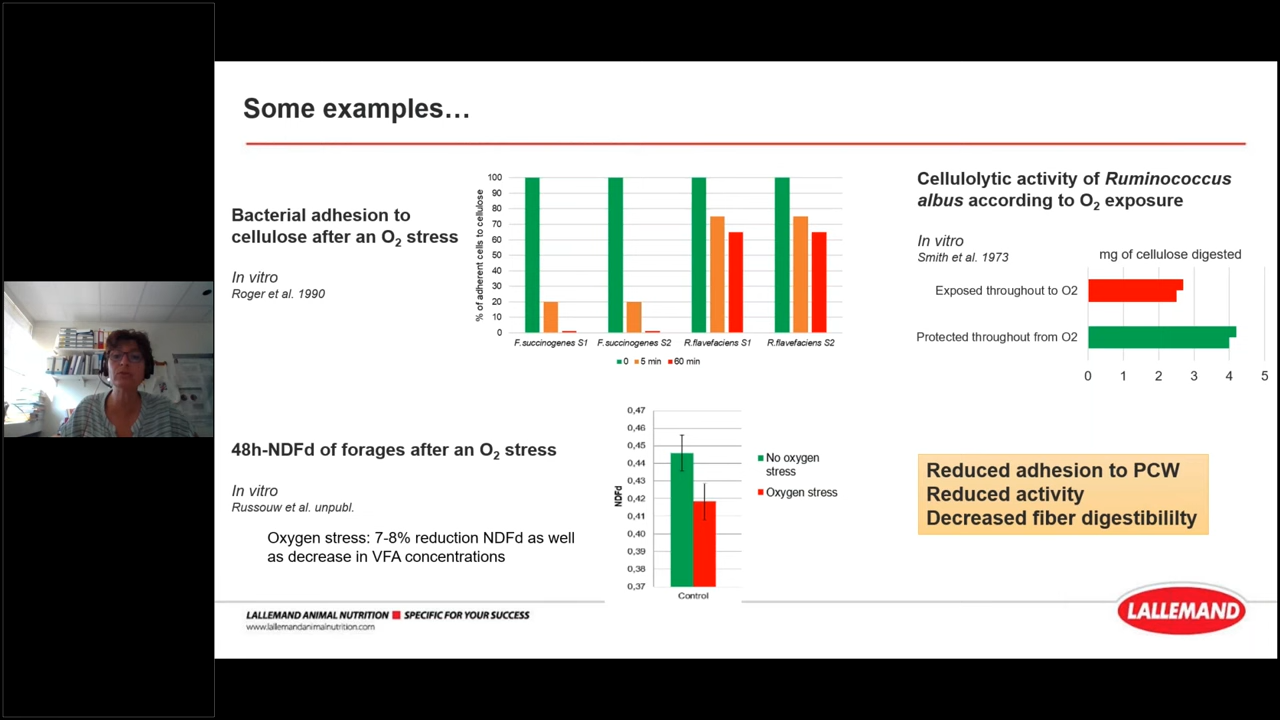 Some examples…
Bacterial adhesion to
cellulose after an O2 stress
In vitro
Roger et al. 1990
% of adherent cells to cellulose
100
90
80
70
60
50
40
30
20
10
0
F.succinogenes S1
F.succinogenes S2
R.flavefaciens S1
R.flavefaciens S2
0
5 min
60 min
Cellulolytic activity of Ruminococcus
albus according to O2 exposure
In vitro
Smith et al. 1973
mg of cellulose digested
Exposed throughout to O2
Protected throughout from O2
0 1 2 3 4 5
48h-NDFd of forages after an O2 stress
In vitro
Russouw et al. unpubl.
Oxygen stress: 7-8% reduction NDFd as well
as decrease in VFA concentrations
NDFd
0,47
0,46
0,45
0,44
0,43
0,42
0,41
0,40
0,39
0,38
0,37
Control
No oxygen
stress
Oxygen stress
Reduced adhesion to PCW
Reduced activity
Decreased fiber digestibililty
LALLEMAND ANIMAL NUTRITION SPECIFIC FOR YOUR SUCCESS
www.lallemandanimalnutrition.com
LALLEMAND